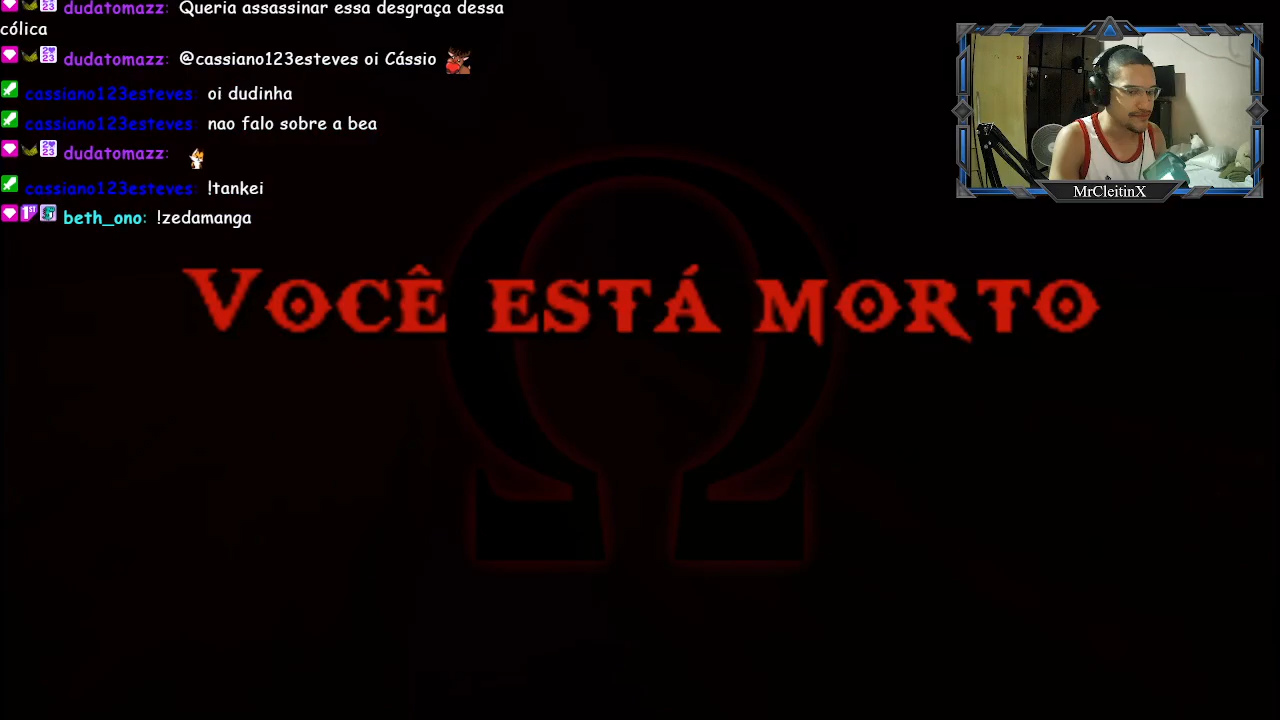 dudatomazz: Queria assassinar essa desgraça dessa
cólica
dudatomazz: @cassiano123esteves oi Cássio
cassiano123esteves: oi dudinha
cassiano123esteves: nao falo sobre a bea
dudatomazz:
cassiano123esteves: !tankei
beth_ono: !zedamanga
MrCleitinX
Você está morto